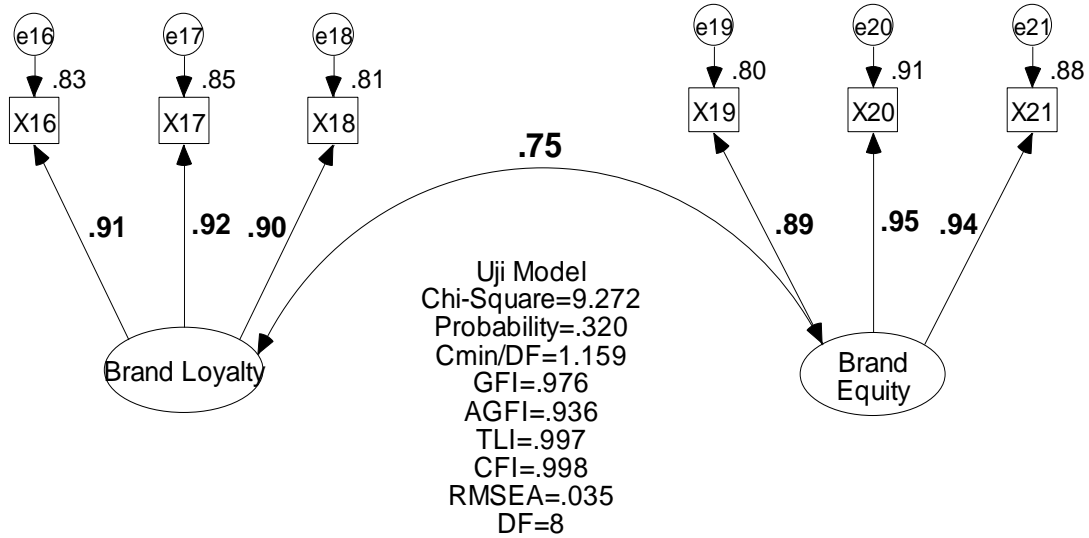 e16 e17 e18 e19 e20 e21
.83 .85 .81 .80 .91 .88
X16 X17 X18 X19 X20 X21
.75
.91 .92 .90 .89 .95 .94
Uji Model
Chi-Square=9.272
Probability=.320
Cmin/DF=1.159
GFI=.976
AGFI=.936
TLI=.997
CFI=.998
RMSEA=.035
DF=8
Brand Loyalty
Brand
Equity